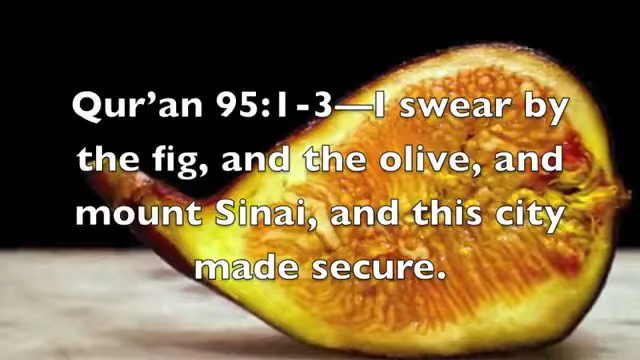 Qur’an 95:1-3—I swear by
the fig, and the olive, and
mount Sinai, and this city
made secure.